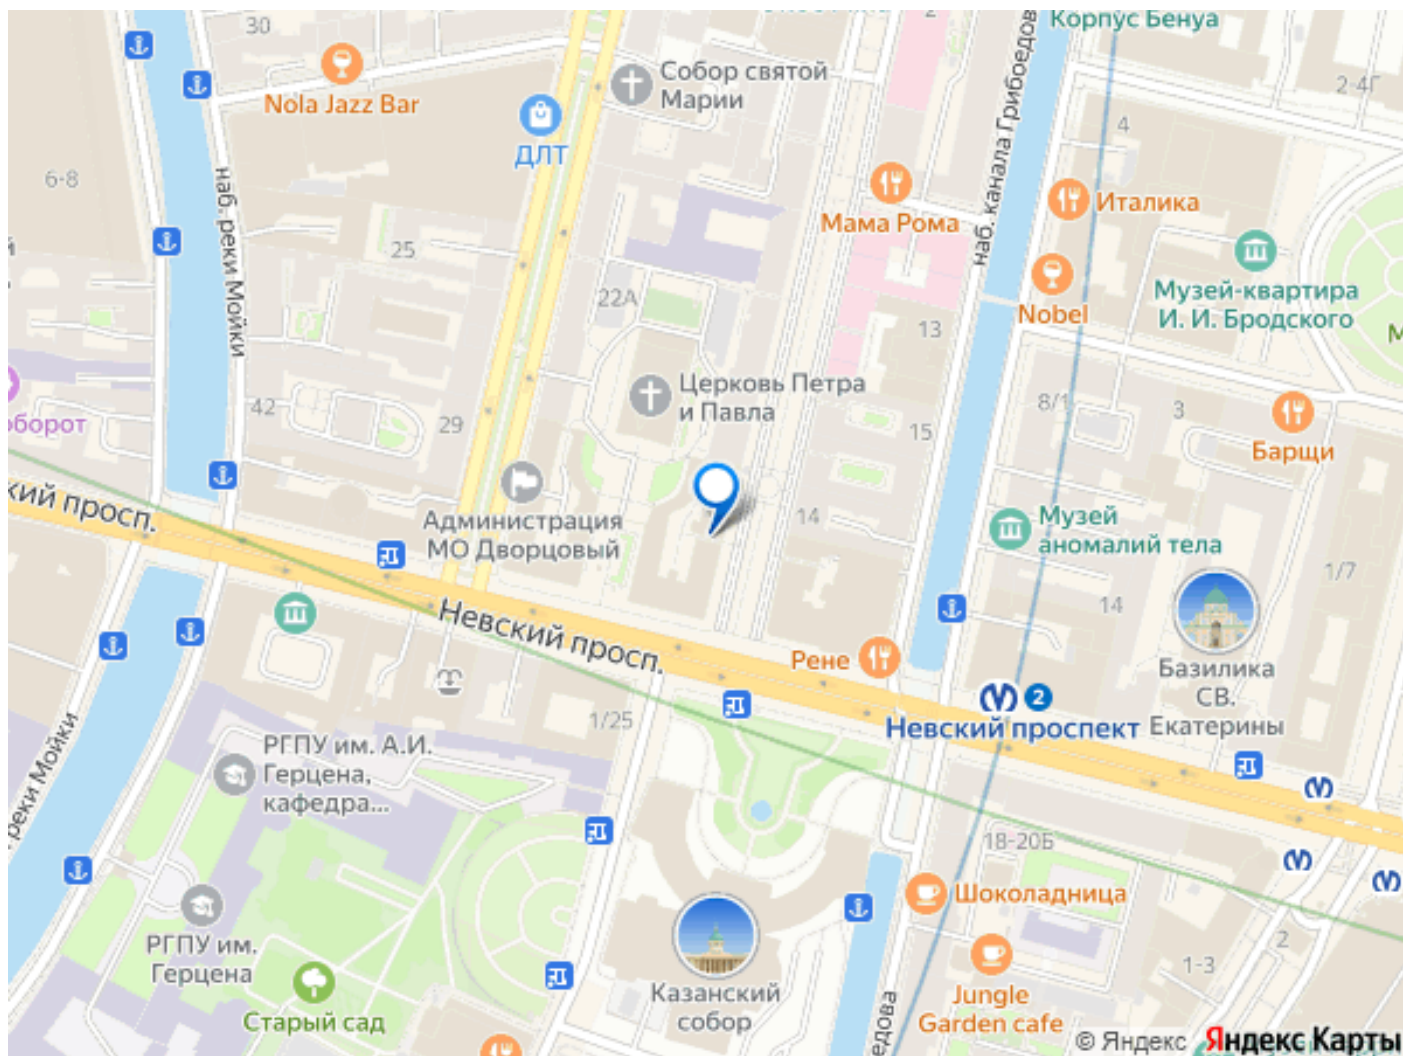 Корпус Бенуа
30
2
Nola Jazz Bar
Собор святой
Марии
2-4Г
4
ДЛТ
6-8
наб. реки Мойки
Мама Рома
наб. канала Грибоедова
Италика
25
22А
Nobel
Музей-квартира
И. И. Бродского
13
М
Церковь Петра
и Павла
оборот
42
29
15
8/1
3
Барщи
кий просп.
Администрация
МО Дворцовый
14
Музей
аномалий тела
1/7
14
Невский просп.
Рене
Базилика
СВ.
Екатерины
2
Невский проспект
1/25
реки Мойки
РГПУ им. А.И.
Герцена,
кафедра...
18-20Б
Шоколадница
РГПУ им.
Герцена
Старый сад
Казанский
собор
едова
Jungle
Garden cafe
1-3
2
© Яндекс Яндекс Карты